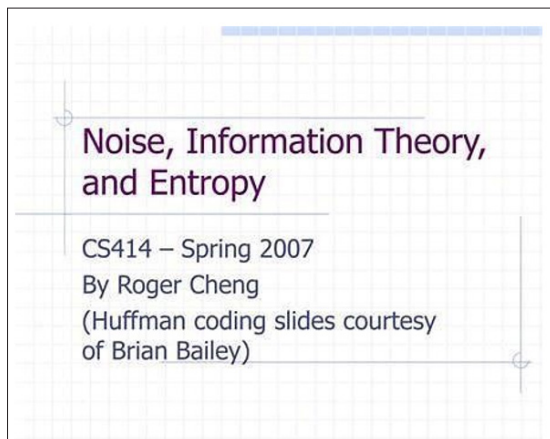 Noise, Information Theory,
and Entropy
CS414 – Spring 2007
By Roger Cheng
(Huffman coding slides courtesy
of Brian Bailey)